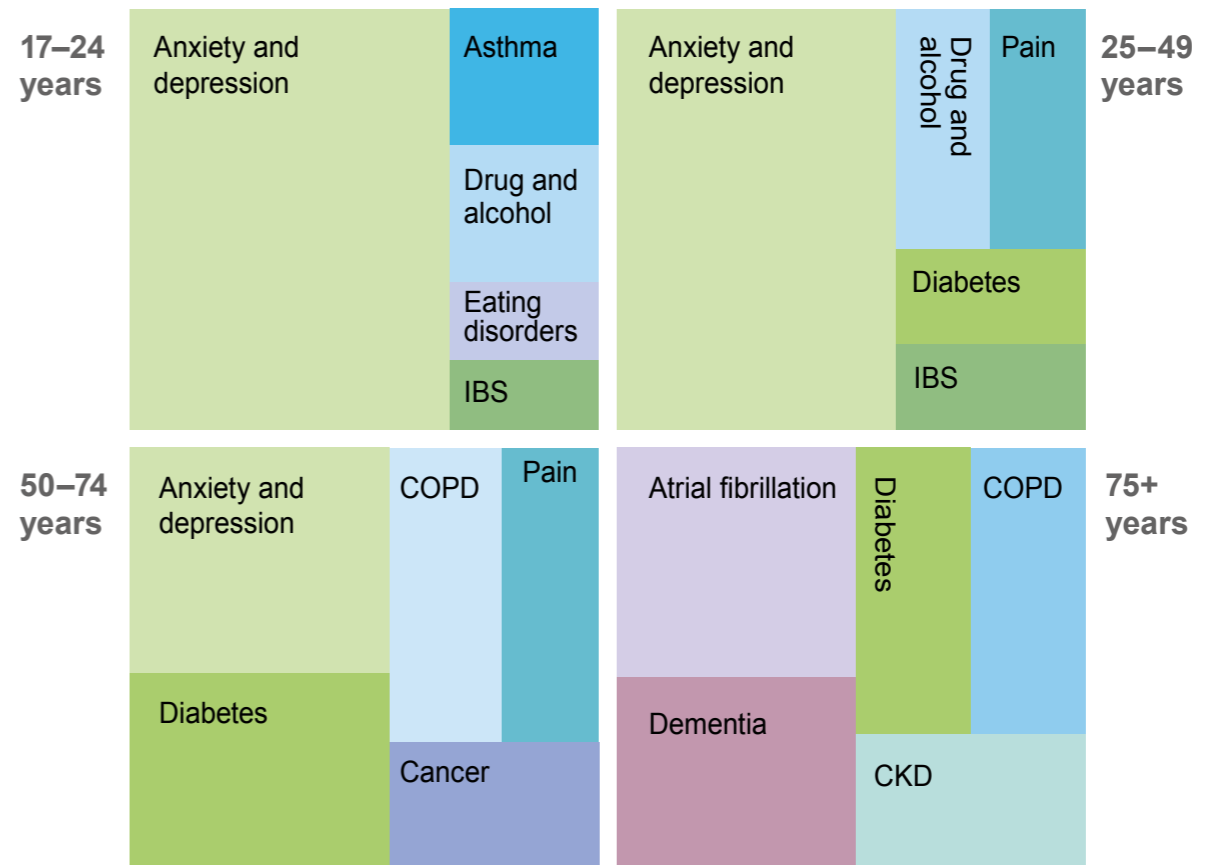 17–24
years
Anxiety and
depression
Asthma
Drug and
alcohol
Eating
disorders
IBS
Anxiety and
depression
Drug and
alcohol
Pain
Diabetes
IBS
25–49
years
50–74
years
Anxiety and
depression
COPD
Pain
Diabetes
Cancer
Atrial fibrillation
Diabetes
COPD
Dementia
CKD
75+
years